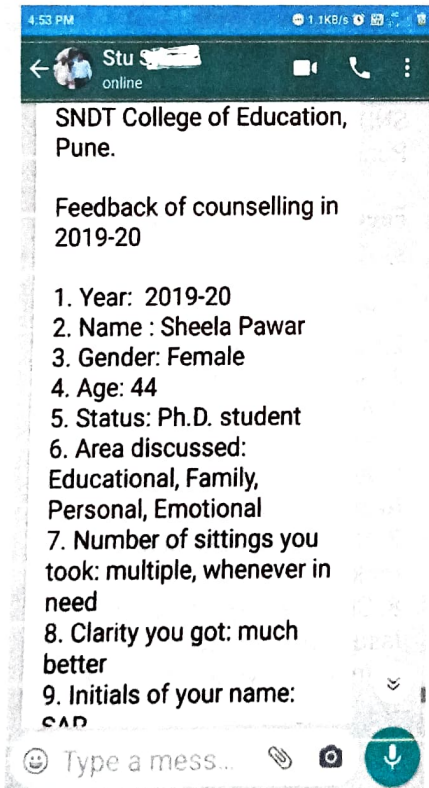 4:53 PM 1.1KB/s
Stu S
online
SNDT College of Education,
Pune.
Feedback of counselling in
2019-20
1. Year: 2019-20
2. Name : Sheela Pawar
3. Gender: Female
4. Age: 44
5. Status: Ph.D. student
6. Area discussed:
Educational, Family,
Personal, Emotional
7. Number of sittings you
took: multiple, whenever in
need
8. Clarity you got: much
better
9. Initials of your name:
SAP
Type a mess...